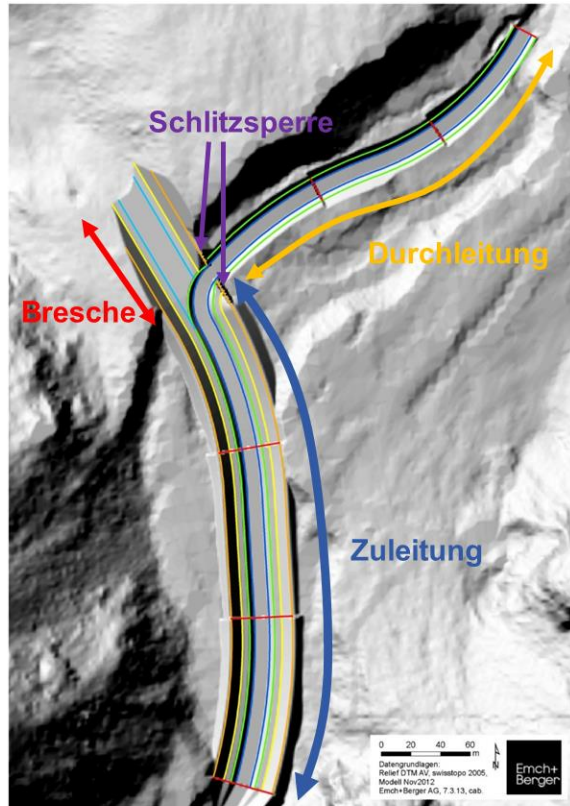 Schlitzsperre
Durchleitung
Bresche
Zuleitung
0 20 40 60
m
N
Datengrundlagen:
Relief DTM AV, swisstopo 2005,
Modell Nov2012
Emch+Berger AG, 7.3.13, cab.
Emch+
Berger